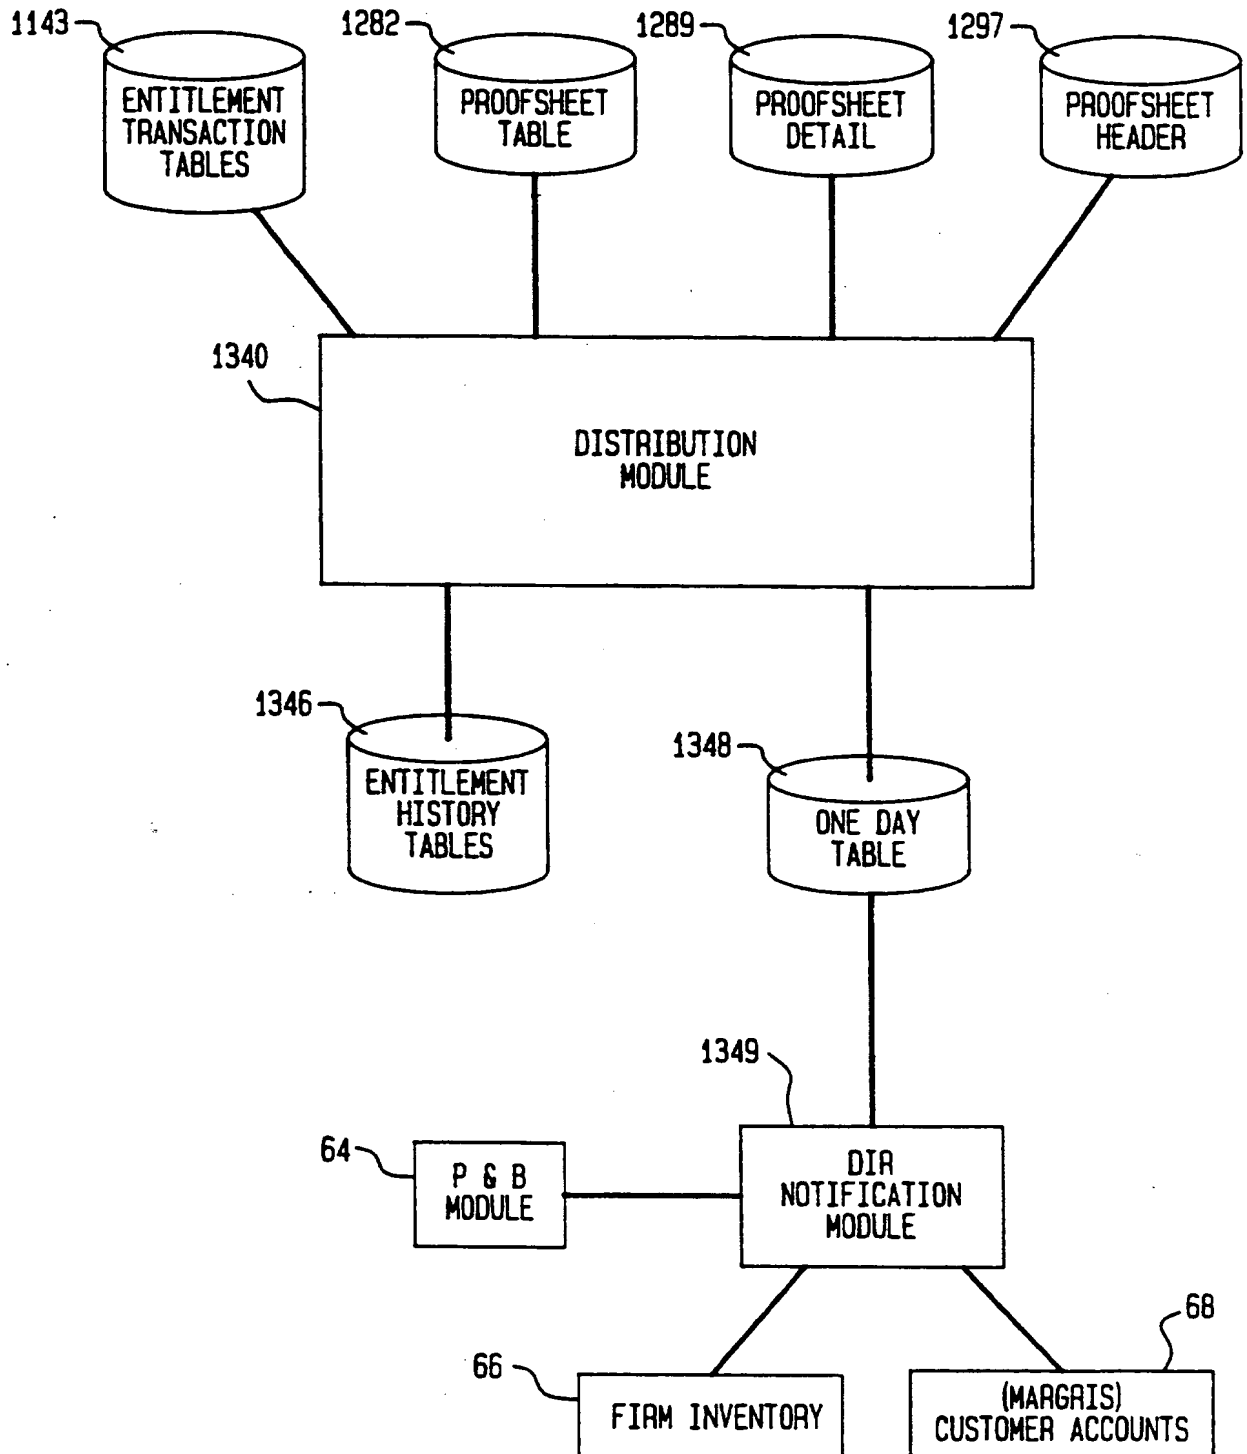 1143
1282
1289
1297
ENTITLEMENT
TRANSACTION
TABLES
PROOFSHEET
TABLE
PROOFSHEET
DETAIL
PROOFSHEET
HEADER
1340
DISTRIBUTION
MODULE
1346
ENTITLEMENT
HISTORY
TABLES
1348
ONE DAY
TABLE
1349
DIR
NOTIFICATION
MODULE
64
P & B
MODULE
66
FIRM INVENTORY
68
(MARGRIS)
CUSTOMER ACCOUNTS